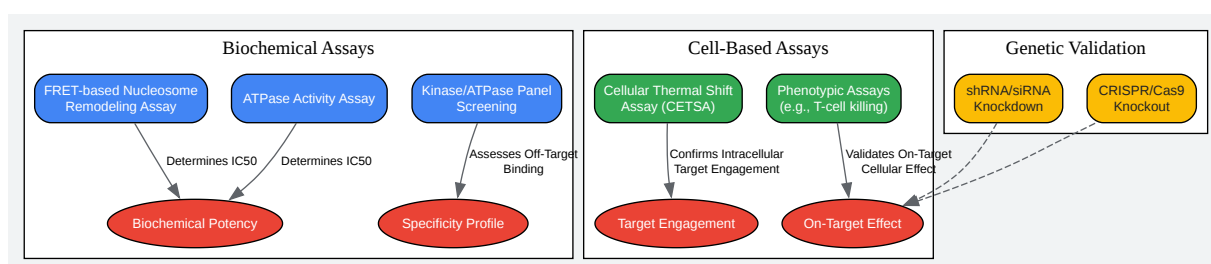 Biochemical Assays
FRET-based Nucleosome
Remodeling Assay
ATPase Activity Assay
Kinase/ATPase Panel
Screening
Determines IC50
Determines IC50
Assesses Off-Target
Binding
Biochemical Potency
Specificity Profile
Cell-Based Assays
Cellular Thermal Shift
Assay (CETSA)
Phenotypic Assays
(e.g., T-cell killing)
Confirms Intracellular
Target Engagement
Validates On-Target
Cellular Effect
Target Engagement
On-Target Effect
Genetic Validation
shRNA/siRNA
Knockdown
CRISPR/Cas9
Knockout